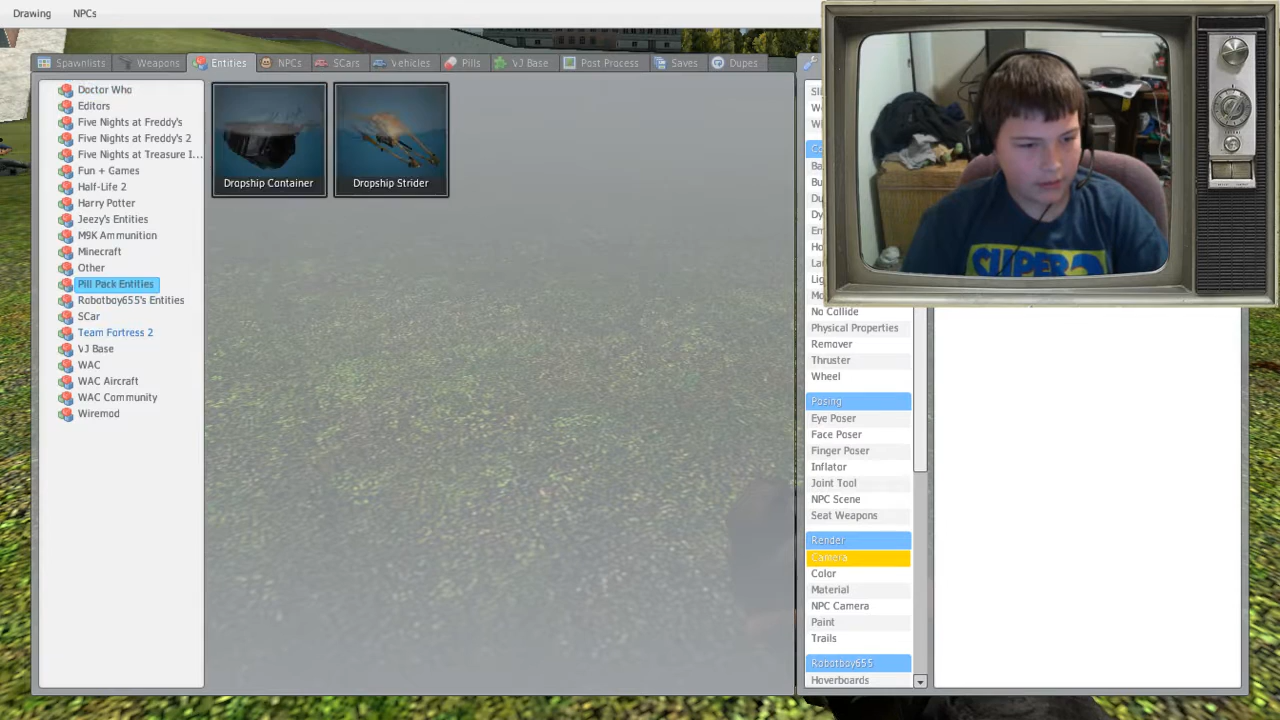 Drawing NPCs
Spawnlists Weapons Entities NPCs SCars Vehicles Pills VJ Base Post Process Saves Dupes
Doctor Who
Editors
Five Nights at Freddy's
Five Nights at Freddy's 2
Five Nights at Treasure I...
Fun + Games
Half-Life 2
Harry Potter
Jeezy's Entities
M9K Ammunition
Minecraft
Other
Pill Pack Entities
Robotboy655's Entities
SCar
Team Fortress 2
VJ Base
WAC
WAC Aircraft
WAC Community
Wiremod
Dropship Container
Dropship Strider
No Collide
Physical Properties
Remover
Thruster
Wheel
Posing
Eye Poser
Face Poser
Finger Poser
Inflator
Joint Tool
NPC Scene
Seat Weapons
Render
Camera
Color
Material
NPC Camera
Paint
Trails
Robotboy655
Hoverboards
SUPER